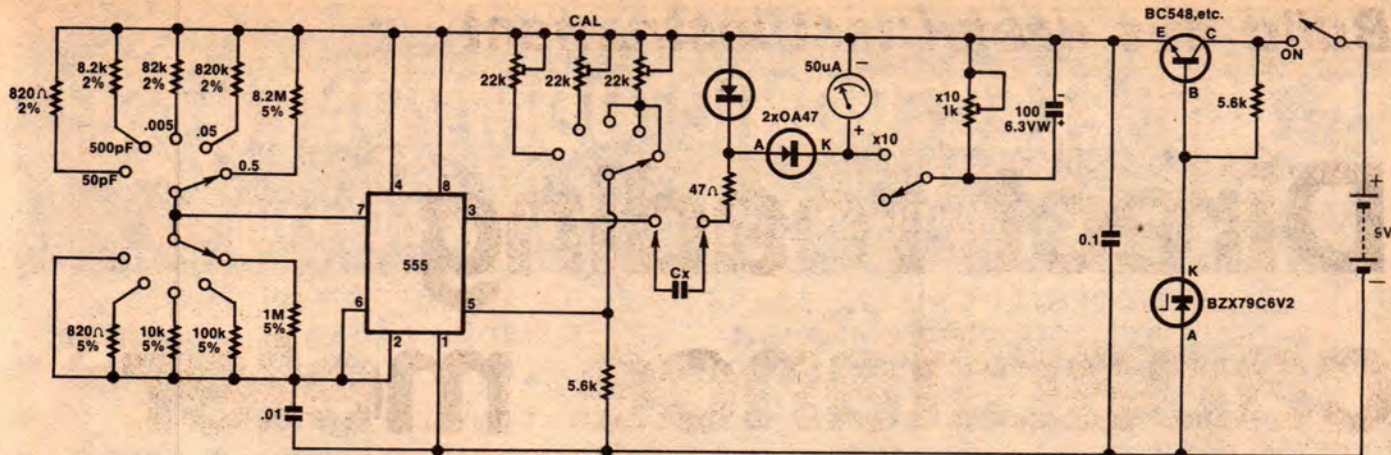 CAL
BC548,etc.
E
C
B
ON
8.2k
2%
82k
2%
820k
2%
820Ω
2%
8.2M
5%
.005
.05
500pF
50pF
0.5
22k
22k
22k
50uA
−
+
2xOA47
A
K
x10
x10
1k
−
100
6.3VW
+
5.6k
+
9V
−
4
8
7
3
555
6
5
2
1
47Ω
Cx
0.1
K
BZX79C6V2
A
820Ω
5%
10k
5%
100k
5%
1M
5%
.01
5.6k